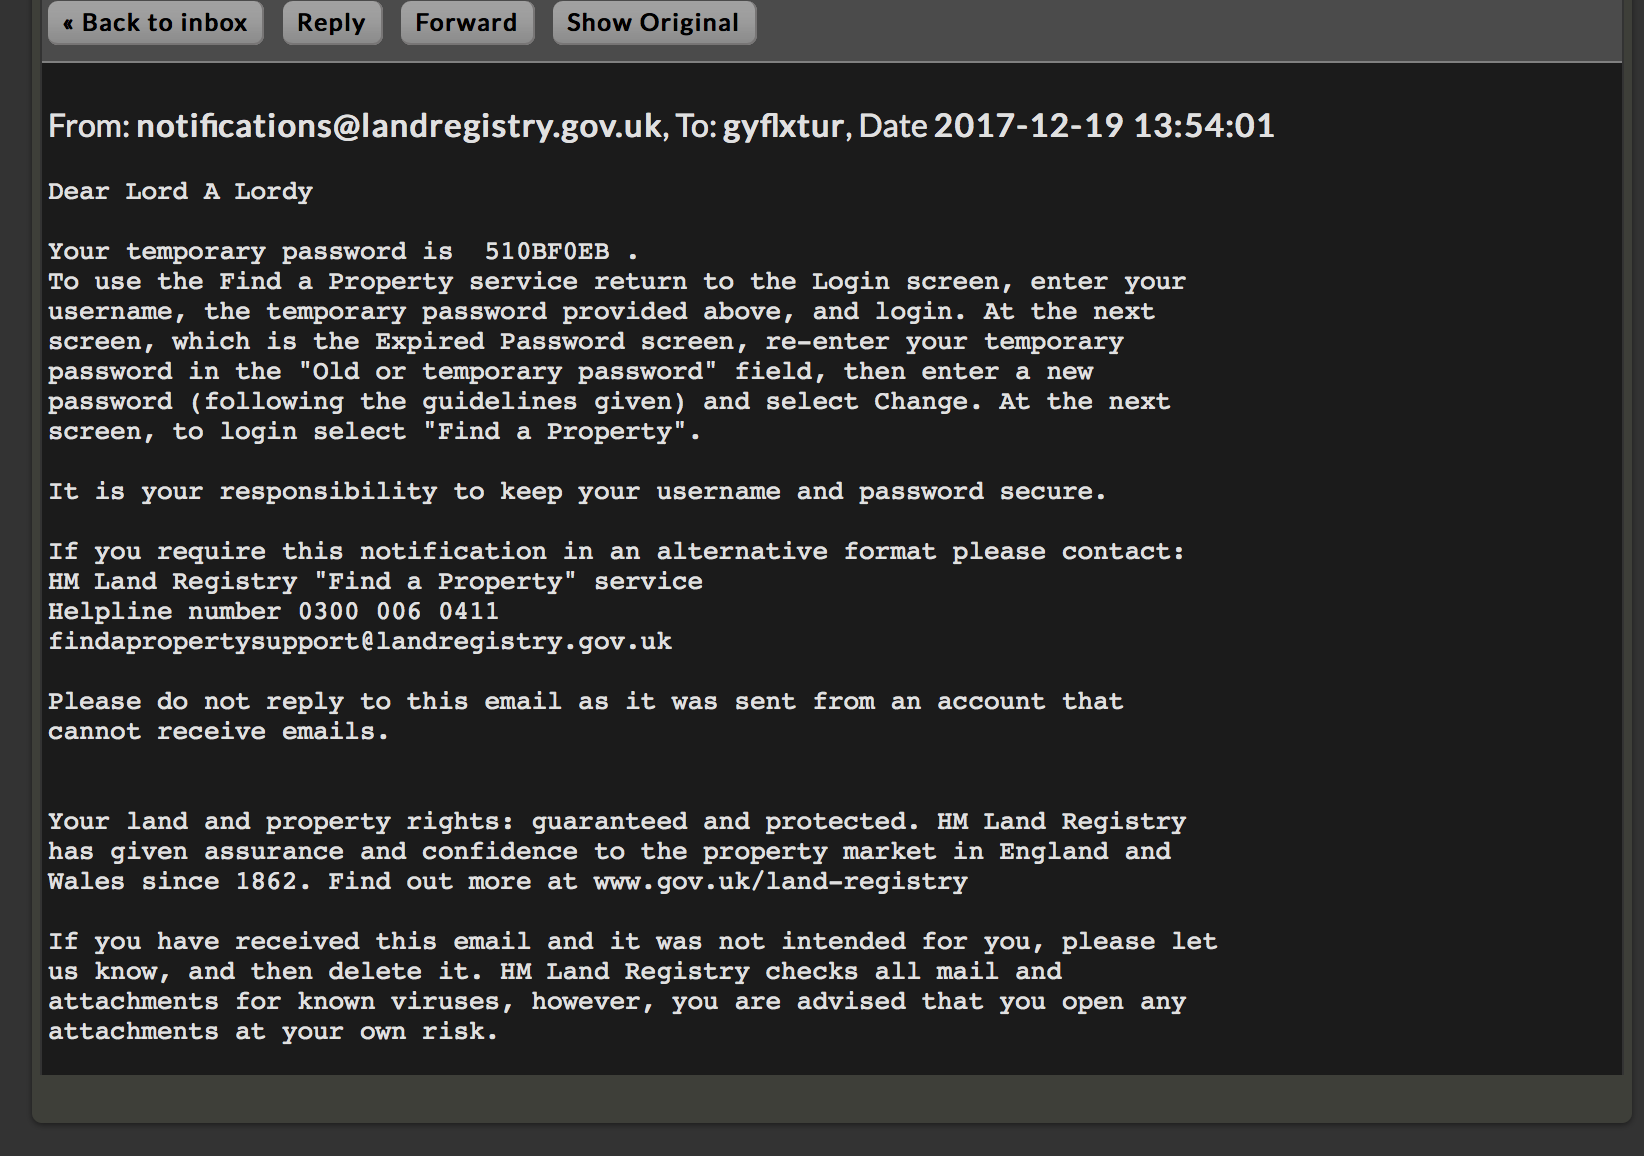 « Back to inbox Reply Forward Show Original
From: notifications@landregistry.gov.uk, To: gyflxtur, Date 2017-12-19 13:54:01
Dear Lord A Lordy
Your temporary password is  510BF0EB .
To use the Find a Property service return to the Login screen, enter your
username, the temporary password provided above, and login. At the next
screen, which is the Expired Password screen, re-enter your temporary
password in the "Old or temporary password" field, then enter a new
password (following the guidelines given) and select Change. At the next
screen, to login select "Find a Property".
It is your responsibility to keep your username and password secure.
If you require this notification in an alternative format please contact:
HM Land Registry "Find a Property" service
Helpline number 0300 006 0411
findapropertysupport@landregistry.gov.uk
Please do not reply to this email as it was sent from an account that
cannot receive emails.
Your land and property rights: guaranteed and protected. HM Land Registry
has given assurance and confidence to the property market in England and
Wales since 1862. Find out more at www.gov.uk/land-registry
If you have received this email and it was not intended for you, please let
us know, and then delete it. HM Land Registry checks all mail and
attachments for known viruses, however, you are advised that you open any
attachments at your own risk.